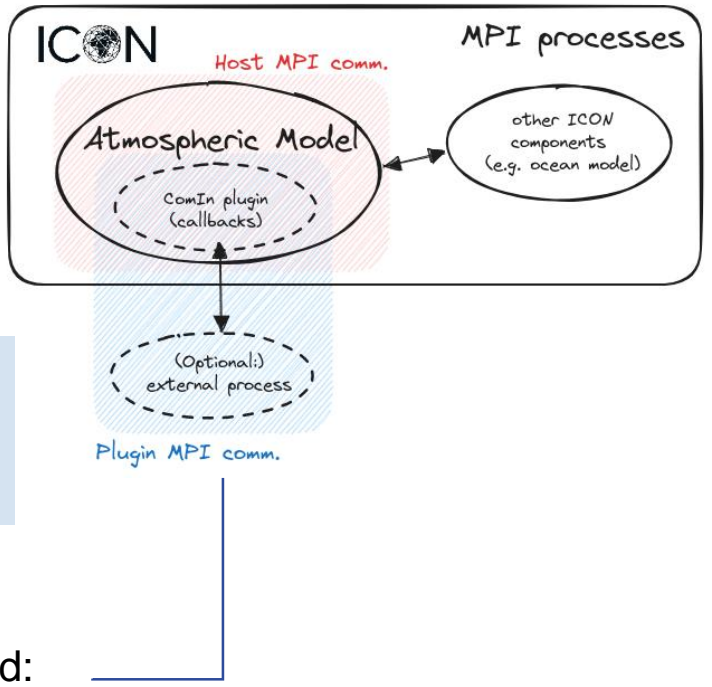 ICON
MPI processes
Host MPI comm.
Atmospheric Model
ComIn plugin
(callbacks)
other ICON
components
(e.g. ocean model)
(Optional:)
external process
Plugin MPI comm.
d: